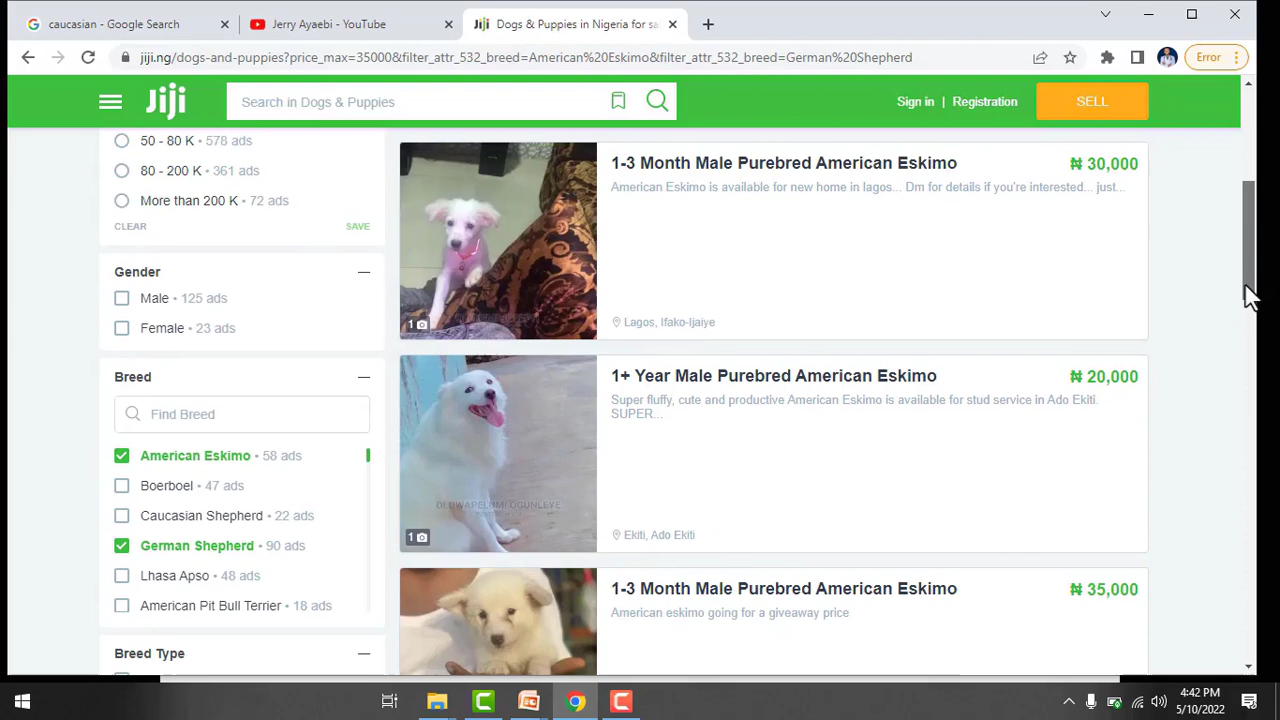 caucasian - Google Search
Jerry Ayaebi - YouTube
Jiji Dogs & Puppies in Nigeria for sa
jiji.ng/dogs-and-puppies?price_max=35000&filter_attr_532_breed=American%20Eskimo&filter_attr_532_breed=German%20Shepherd
Error
Jiji
Search in Dogs & Puppies
Sign in | Registration
SELL
50 - 80 K • 578 ads
80 - 200 K • 361 ads
More than 200 K • 72 ads
CLEAR
SAVE
Gender
Male • 125 ads
Female • 23 ads
Breed
Find Breed
American Eskimo • 58 ads
Boerboel • 47 ads
Caucasian Shepherd • 22 ads
German Shepherd • 90 ads
Lhasa Apso • 48 ads
American Pit Bull Terrier • 18 ads
Breed Type
1-3 Month Male Purebred American Eskimo
₦ 30,000
American Eskimo is available for new home in lagos... Dm for details if you're interested... just...
1
Lagos, Ifako-Ijaiye
1+ Year Male Purebred American Eskimo
₦ 20,000
Super fluffy, cute and productive American Eskimo is available for stud service in Ado Ekiti.
SUPER...
OLUWAPELUMI OGUNLEYE
1
Ekiti, Ado Ekiti
1-3 Month Male Purebred American Eskimo
₦ 35,000
American eskimo going for a giveaway price
4:42 PM
5/10/2022